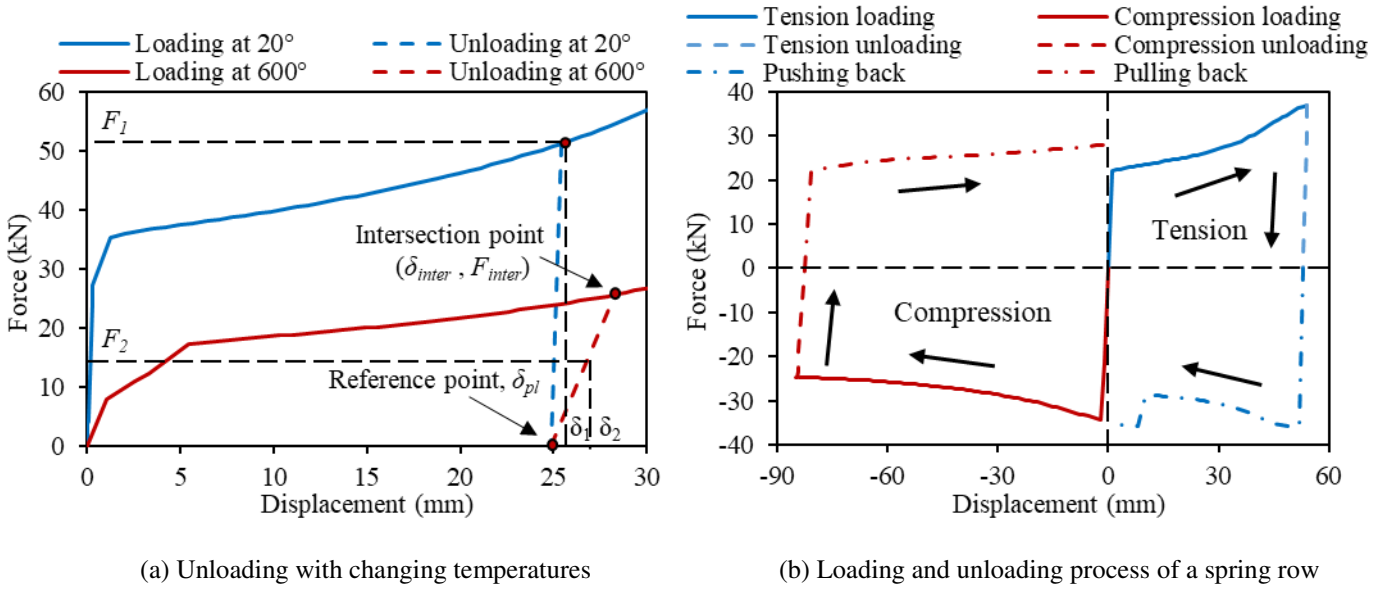 Loading at 20° Unloading at 20°
Loading at 600° Unloading at 600°
60
50
40
30
20
10
0
Force (kN)
F1
F2
Intersection point
(δinter , Finter)
Reference point, δpl
δ1 δ2
0 5 10 15 20 25 30
Displacement (mm)
(a) Unloading with changing temperatures
Tension loading Compression loading
Tension unloading Compression unloading
Pushing back Pulling back
40
30
20
10
0
-10
-20
-30
-40
Force (kN)
Tension
Compression
-90 -60 -30 0 30 60
Displacement (mm)
(b) Loading and unloading process of a spring row